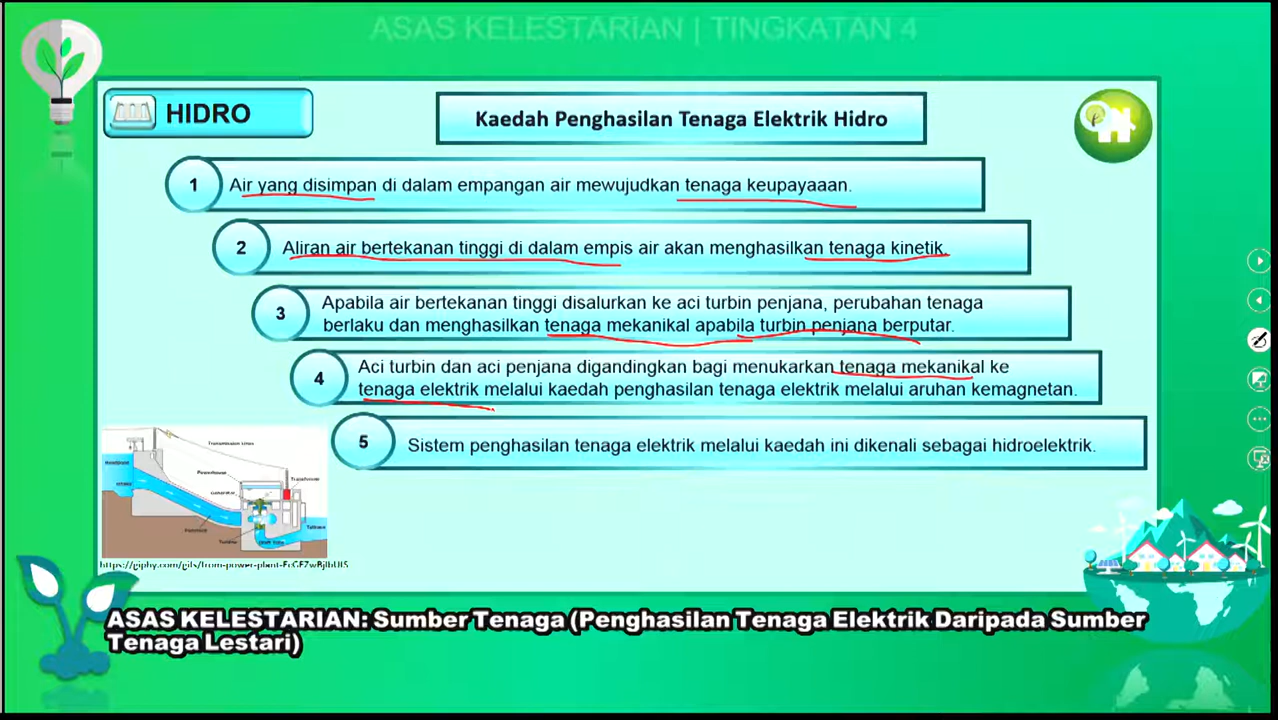 ASAS KELESTARIAN | TINGKATAN 4
HIDRO
Kaedah Penghasilan Tenaga Elektrik Hidro
1
Air yang disimpan di dalam empangan air mewujudkan tenaga keupayaaan.
2
Aliran air bertekanan tinggi di dalam empis air akan menghasilkan tenaga kinetik.
3
Apabila air bertekanan tinggi disalurkan ke aci turbin penjana, perubahan tenaga
berlaku dan menghasilkan tenaga mekanikal apabila turbin penjana berputar.
4
Aci turbin dan aci penjana digandingkan bagi menukarkan tenaga mekanikal ke
tenaga elektrik melalui kaedah penghasilan tenaga elektrik melalui aruhan kemagnetan.
5
Sistem penghasilan tenaga elektrik melalui kaedah ini dikenali sebagai hidroelektrik.
Powerhouse
Generator
ASAS KELESTARIAN: Sumber Tenaga (Penghasilan Tenaga Elektrik Daripada Sumber
Tenaga Lestari)